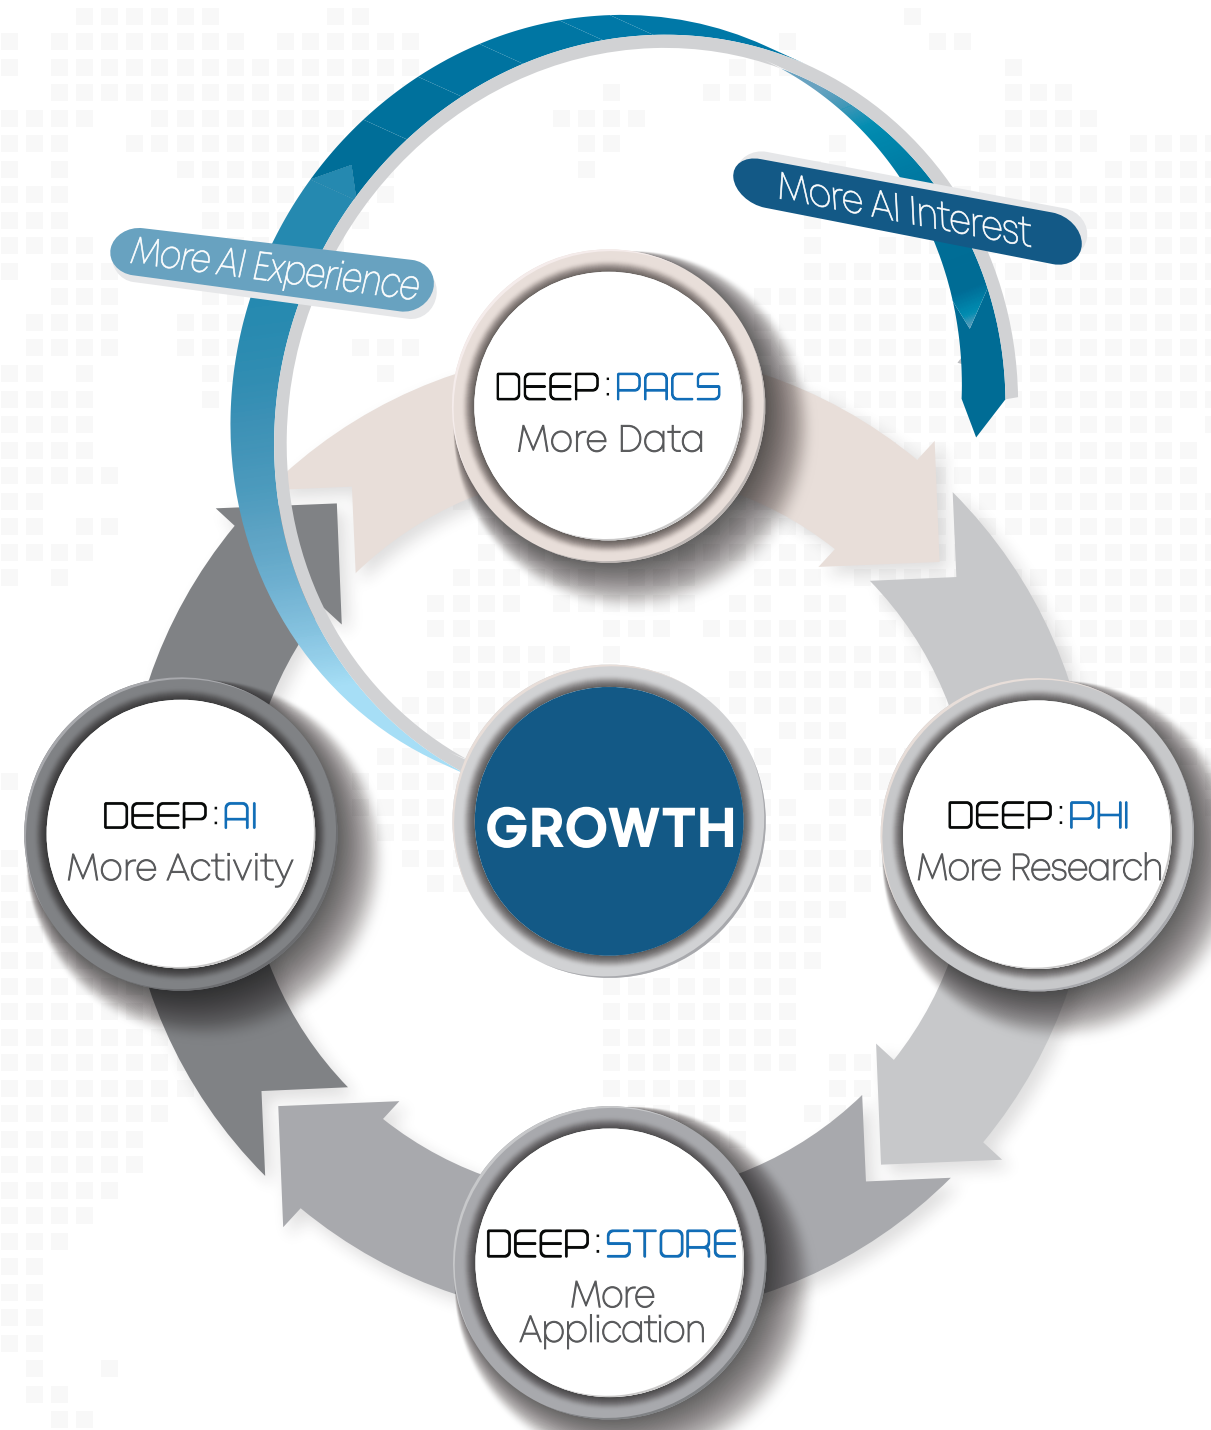 More AI Interest
More AI Experience
DEEP:PACS
More Data
DEEP:AI
More Activity
GROWTH
DEEP:PHI
More Research
DEEP:STORE
More
Application